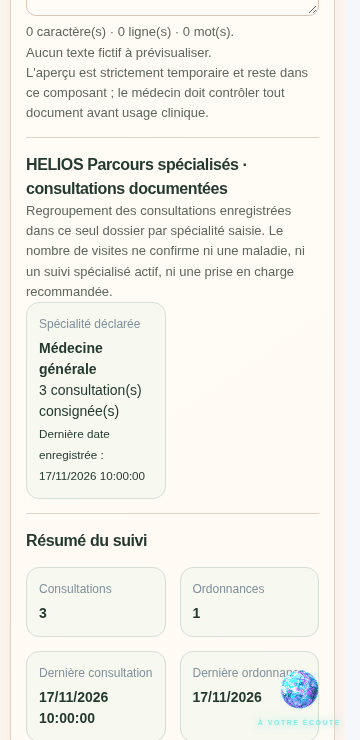 0 caractère(s) · 0 ligne(s) · 0 mot(s).
Aucun texte fictif à prévisualiser.
L'aperçu est strictement temporaire et reste dans
ce composant ; le médecin doit contrôler tout
document avant usage clinique.
HELIOS Parcours spécialisés ·
consultations documentées
Regroupement des consultations enregistrées
dans ce seul dossier par spécialité saisie. Le
nombre de visites ne confirme ni une maladie, ni
un suivi spécialisé actif, ni une prise en charge
recommandée.
Spécialité déclarée
Médecine
générale
3 consultation(s)
consignée(s)
Dernière date
enregistrée :
17/11/2026 10:00:00
Résumé du suivi
Consultations
3
Ordonnances
1
Dernière consultation
17/11/2026
10:00:00
Dernière ordonnanc
17/11/2026
À VOTRE ÉCOUTE